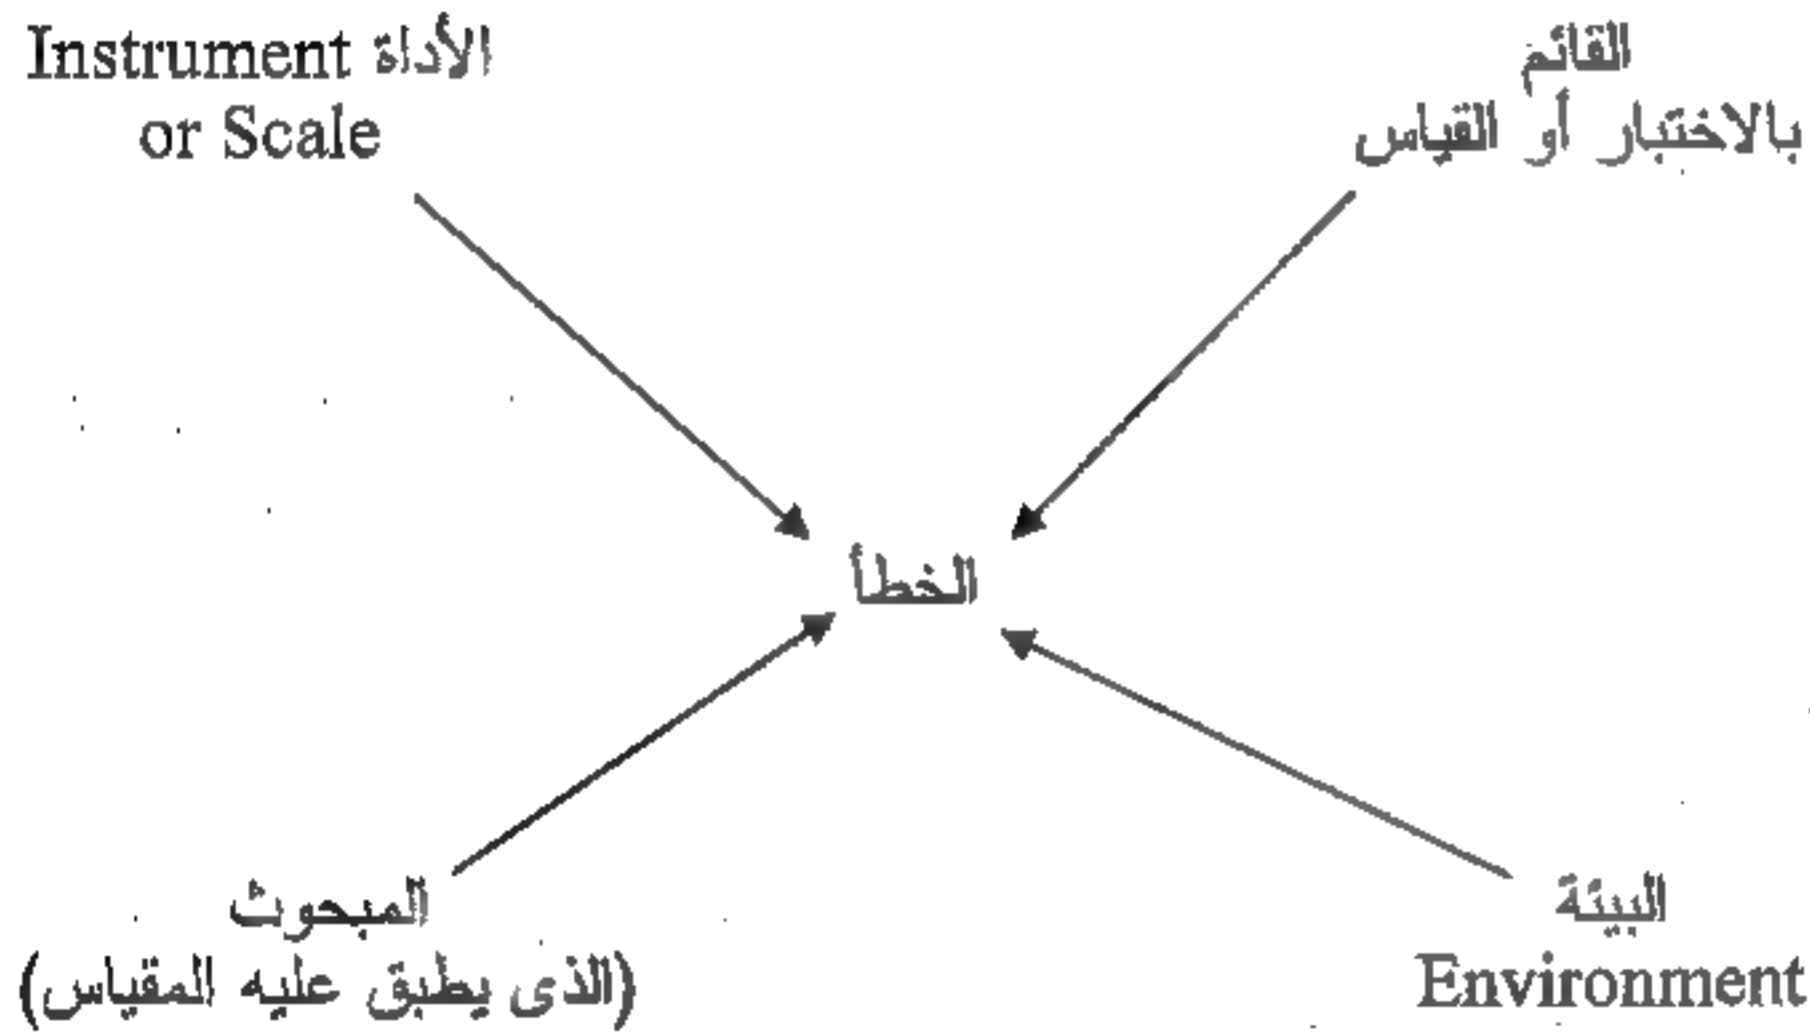 القائم
بالاختبار أو القياس
الأداة Instrument
or Scale
الخطأ
البيئة
Environment
المبحوث
(الذى يطبق عليه المقياس)